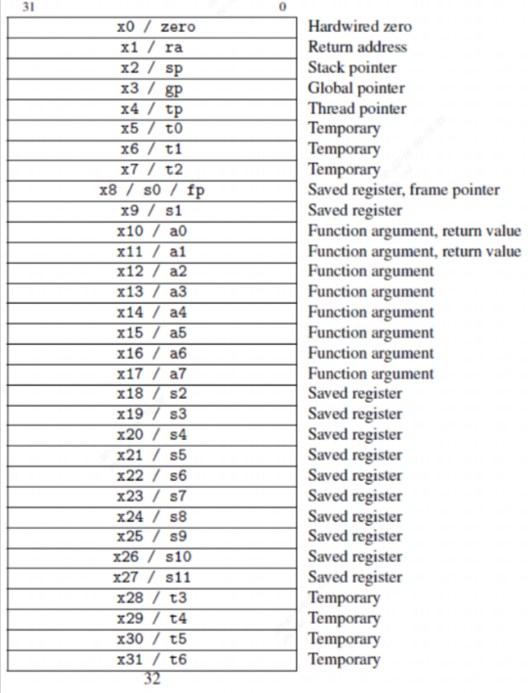 31 0
x0 / zero Hardwired zero
x1 / ra Return address
x2 / sp Stack pointer
x3 / gp Global pointer
x4 / tp Thread pointer
x5 / t0 Temporary
x6 / t1 Temporary
x7 / t2 Temporary
x8 / s0 / fp Saved register, frame pointer
x9 / s1 Saved register
x10 / a0 Function argument, return value
x11 / a1 Function argument, return value
x12 / a2 Function argument
x13 / a3 Function argument
x14 / a4 Function argument
x15 / a5 Function argument
x16 / a6 Function argument
x17 / a7 Function argument
x18 / s2 Saved register
x19 / s3 Saved register
x20 / s4 Saved register
x21 / s5 Saved register
x22 / s6 Saved register
x23 / s7 Saved register
x24 / s8 Saved register
x25 / s9 Saved register
x26 / s10 Saved register
x27 / s11 Saved register
x28 / t3 Temporary
x29 / t4 Temporary
x30 / t5 Temporary
x31 / t6 Temporary
32